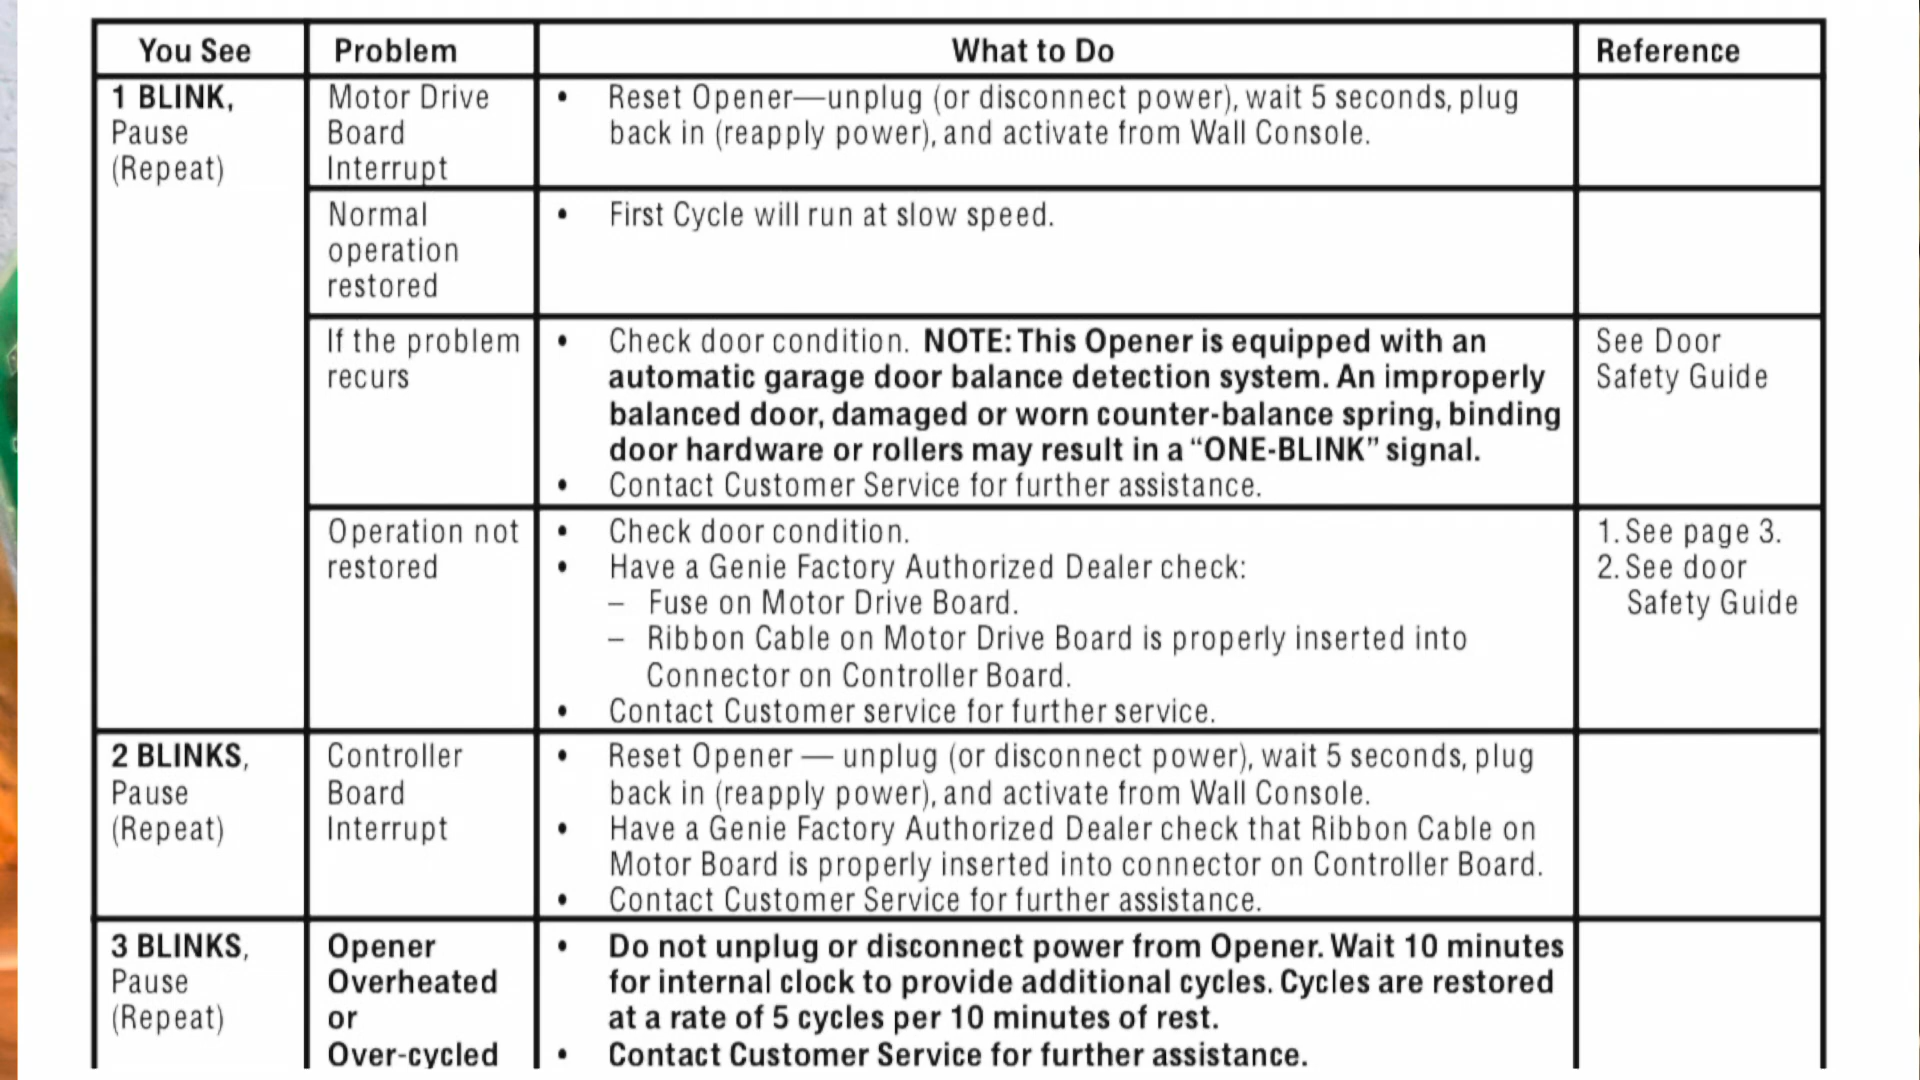 You See
Problem
What to Do
Reference
1 BLINK,
Pause
(Repeat)
Motor Drive
Board
Interrupt
• Reset Opener—unplug (or disconnect power), wait 5 seconds, plug
back in (reapply power), and activate from Wall Console.
Normal
operation
restored
• First Cycle will run at slow speed.
If the problem
recurs
• Check door condition. NOTE: This Opener is equipped with an
automatic garage door balance detection system. An improperly
balanced door, damaged or worn counter-balance spring, binding
door hardware or rollers may result in a “ONE-BLINK” signal.
• Contact Customer Service for further assistance.
See Door
Safety Guide
Operation not
restored
• Check door condition.
• Have a Genie Factory Authorized Dealer check:
– Fuse on Motor Drive Board.
– Ribbon Cable on Motor Drive Board is properly inserted into
Connector on Controller Board.
• Contact Customer service for further service.
1. See page 3.
2. See door
Safety Guide
2 BLINKS,
Pause
(Repeat)
Controller
Board
Interrupt
• Reset Opener — unplug (or disconnect power), wait 5 seconds, plug
back in (reapply power), and activate from Wall Console.
• Have a Genie Factory Authorized Dealer check that Ribbon Cable on
Motor Board is properly inserted into connector on Controller Board.
• Contact Customer Service for further assistance.
3 BLINKS,
Pause
(Repeat)
Opener
Overheated
or
Over-cycled
• Do not unplug or disconnect power from Opener. Wait 10 minutes
for internal clock to provide additional cycles. Cycles are restored
at a rate of 5 cycles per 10 minutes of rest.
• Contact Customer Service for further assistance.